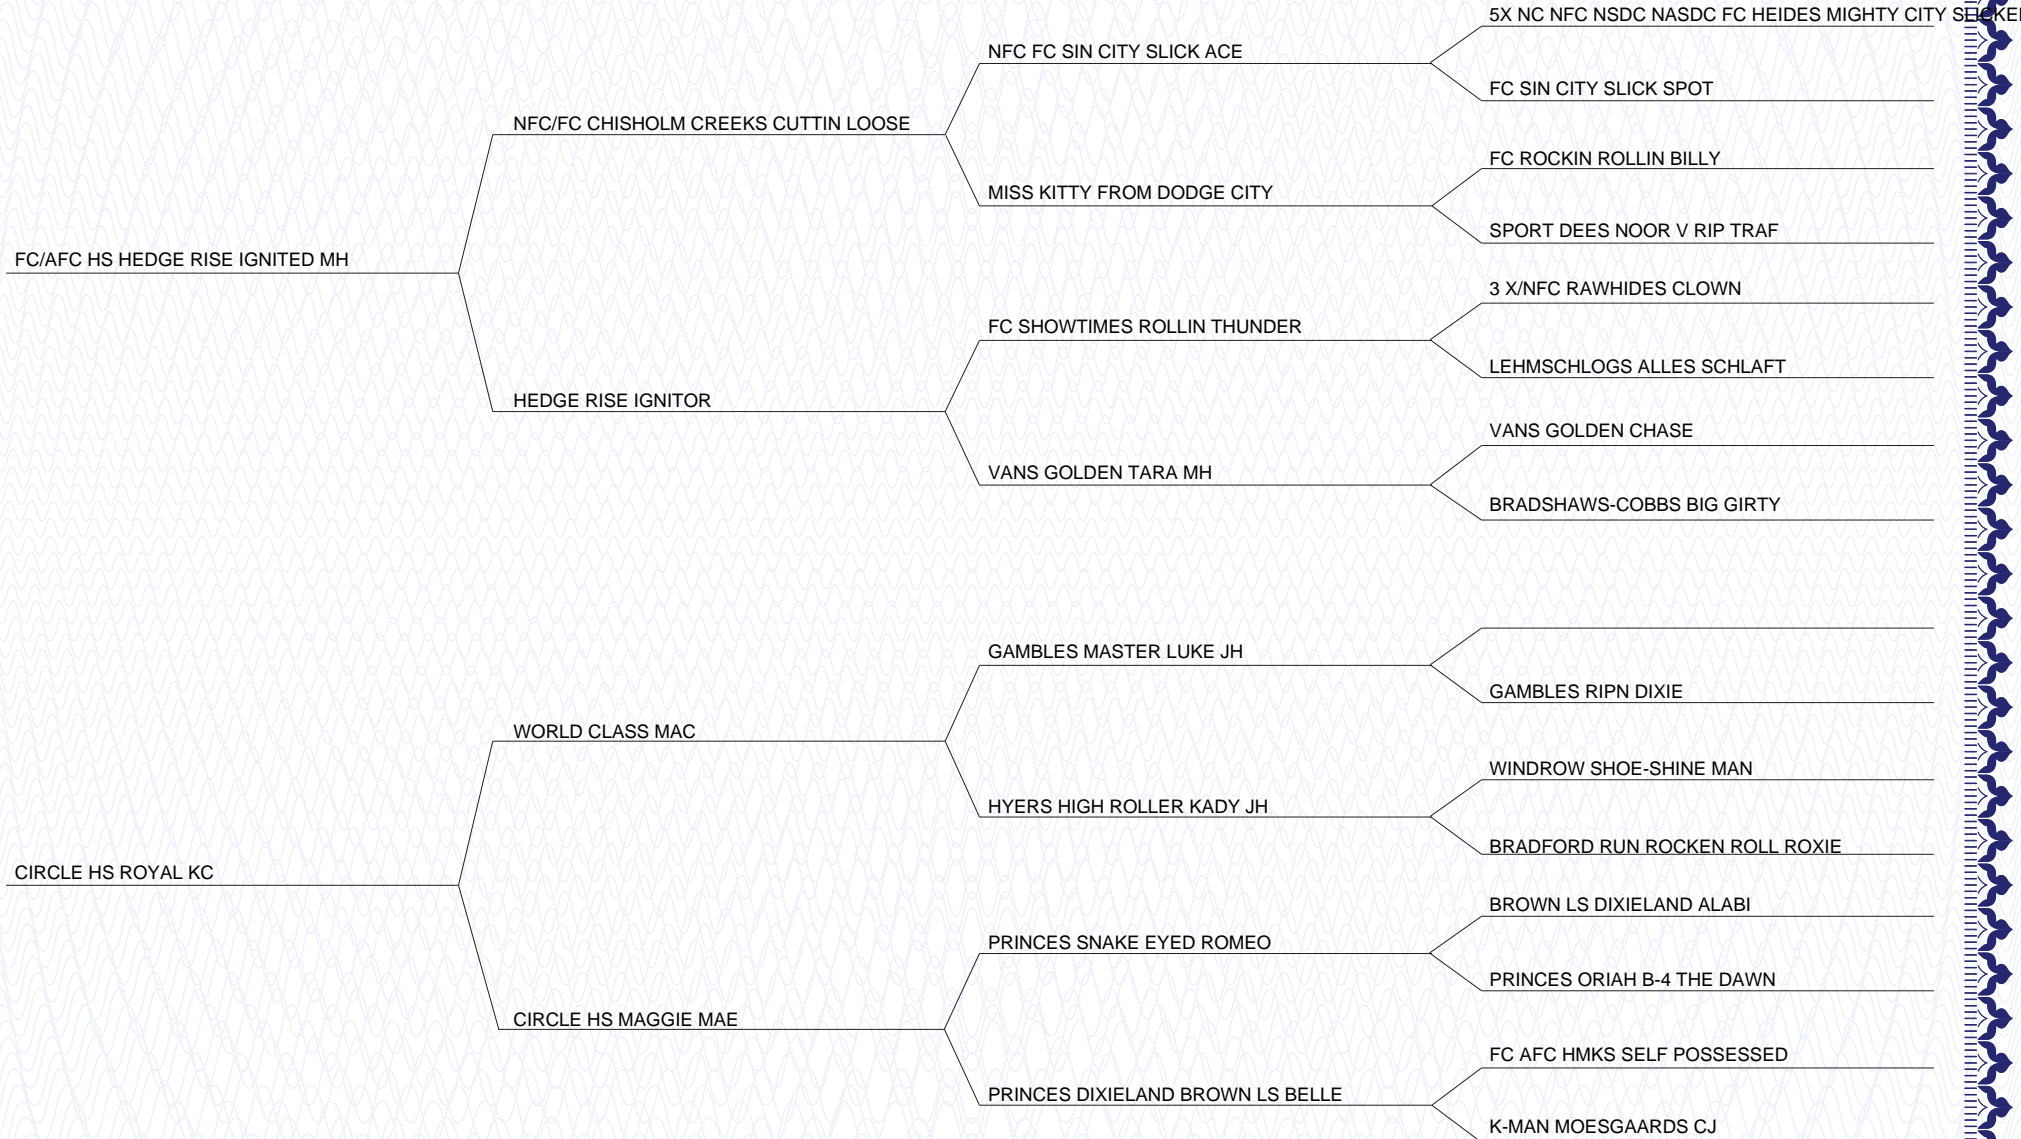 5X NC NFC NSDC NASDC FC HEIDES MIGHTY CITY SLICKER
NFC FC SIN CITY SLICK ACE
FC SIN CITY SLICK SPOT
NFC/FC CHISHOLM CREEKS CUTTIN LOOSE
FC ROCKIN ROLLIN BILLY
MISS KITTY FROM DODGE CITY
SPORT DEES NOOR V RIP TRAF
FC/AFC HS HEDGE RISE IGNITED MH
3 X/NFC RAWHIDES CLOWN
FC SHOWTIMES ROLLIN THUNDER
LEHMSCHLOGS ALLES SCHLAFT
HEDGE RISE IGNITOR
VANS GOLDEN CHASE
VANS GOLDEN TARA MH
BRADSHAWS-COBBS BIG GIRTY
GAMBLES MASTER LUKE JH
GAMBLES RIPN DIXIE
WORLD CLASS MAC
WINDROW SHOE-SHINE MAN
HYERS HIGH ROLLER KADY JH
BRADFORD RUN ROCKEN ROLL ROXIE
CIRCLE HS ROYAL KC
BROWN LS DIXIELAND ALABI
PRINCES SNAKE EYED ROMEO
PRINCES ORIAH B-4 THE DAWN
CIRCLE HS MAGGIE MAE
FC AFC HMKS SELF POSSESSED
PRINCES DIXIELAND BROWN LS BELLE
K-MAN MOESGAARDS CJ